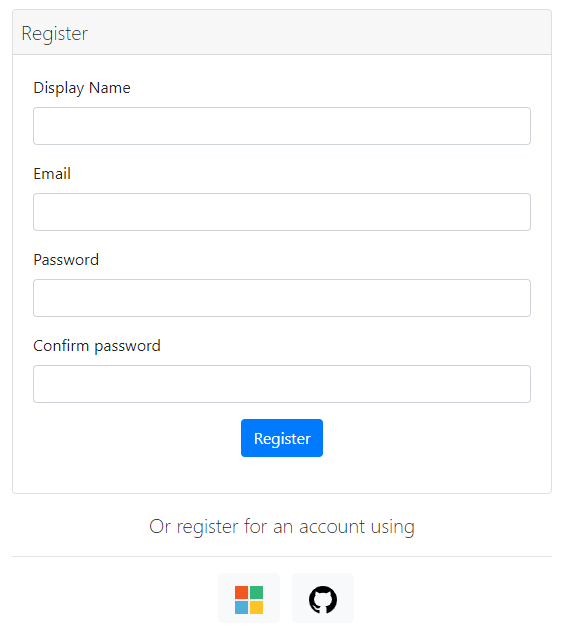 Register
Display Name
Email
Password
Confirm password
Register
Or register for an account using